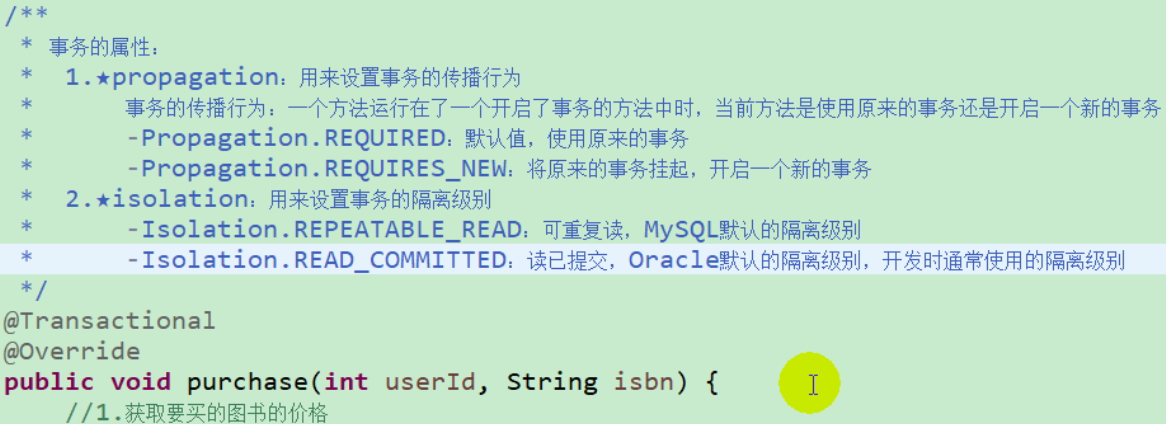 /**
 * 事务的属性：
 * 1.★propagation：用来设置事务的传播行为
 * 事务的传播行为：一个方法运行在了一个开启了事务的方法中时，当前方法是使用原来的事务还是开启一个新的事务
 * -Propagation.REQUIRED：默认值，使用原来的事务
 * -Propagation.REQUIRES_NEW：将原来的事务挂起，开启一个新的事务
 * 2.★isolation：用来设置事务的隔离级别
 * -Isolation.REPEATABLE_READ：可重复读，MySQL默认的隔离级别
 * -Isolation.READ_COMMITTED：读已提交，Oracle默认的隔离级别，开发时通常使用的隔离级别
 */
@Transactional
@Override
public void purchase(int userId, String isbn) {
//1.获取要买的图书的价格